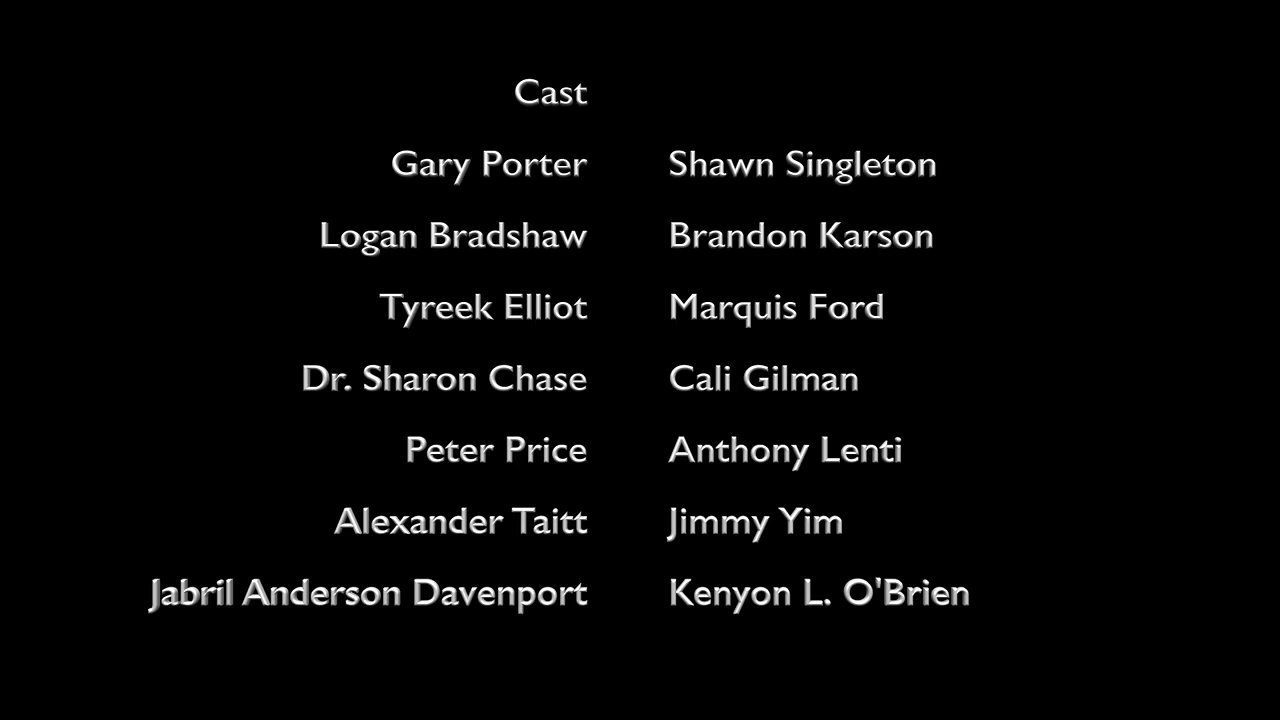 Cast
Gary Porter Shawn Singleton
Logan Bradshaw Brandon Karson
Tyreek Elliot Marquis Ford
Dr. Sharon Chase Cali Gilman
Peter Price Anthony Lenti
Alexander Taitt Jimmy Yim
Jabril Anderson Davenport Kenyon L. O'Brien